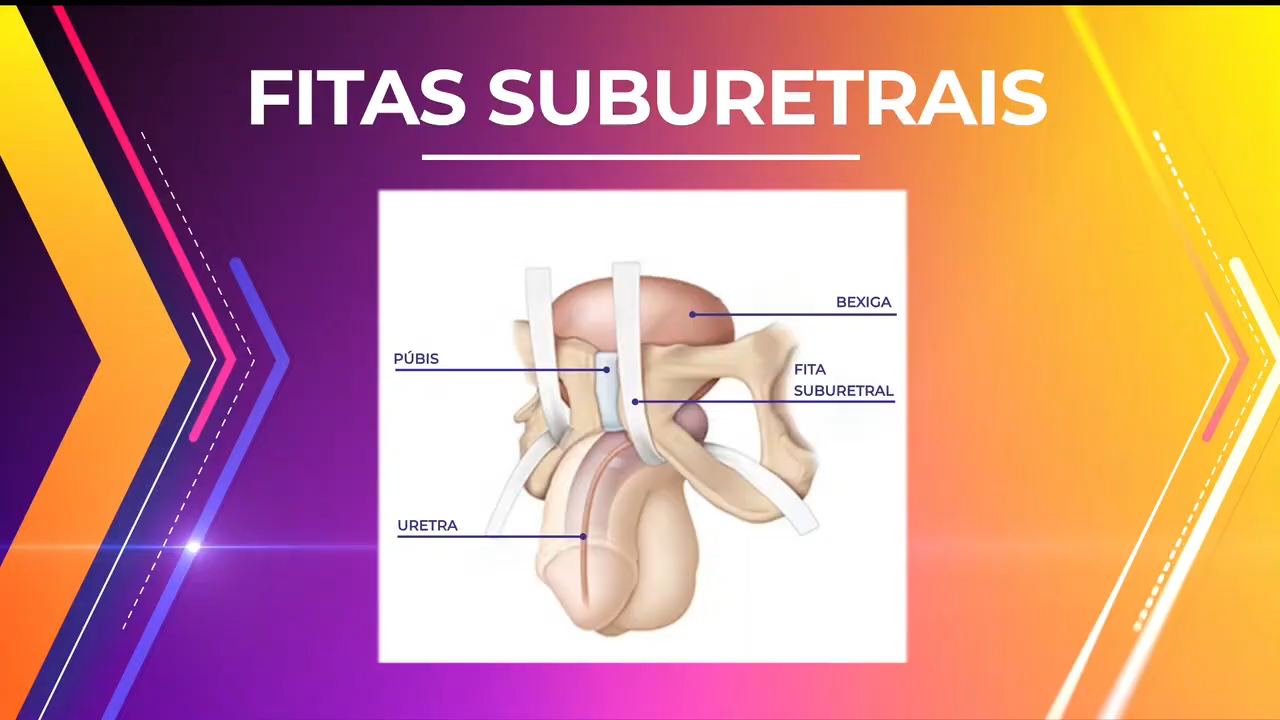 FITAS SUBURETRAIS
BEXIGA
PÚBIS
FITA
SUBURETRAL
URETRA